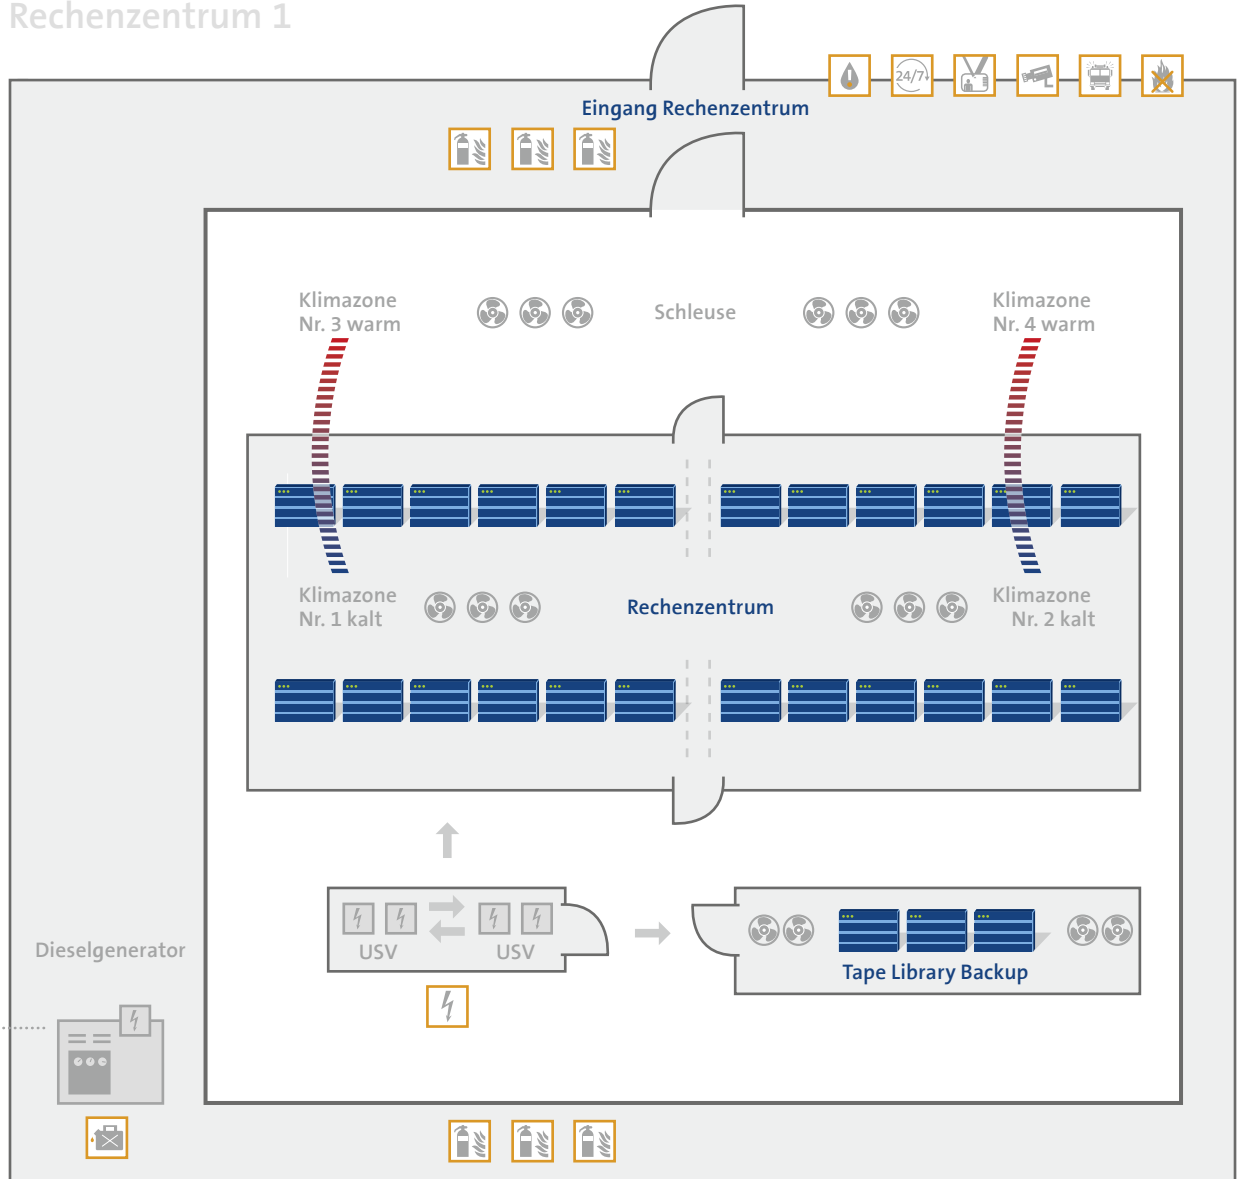 Rechenzentrum 1
24/7
Eingang Rechenzentrum
Klimazone
Nr. 3 warm
Schleuse
Klimazone
Nr. 4 warm
Klimazone
Nr. 1 kalt
Rechenzentrum
Klimazone
Nr. 2 kalt
USV
USV
Dieselgenerator
Tape Library Backup